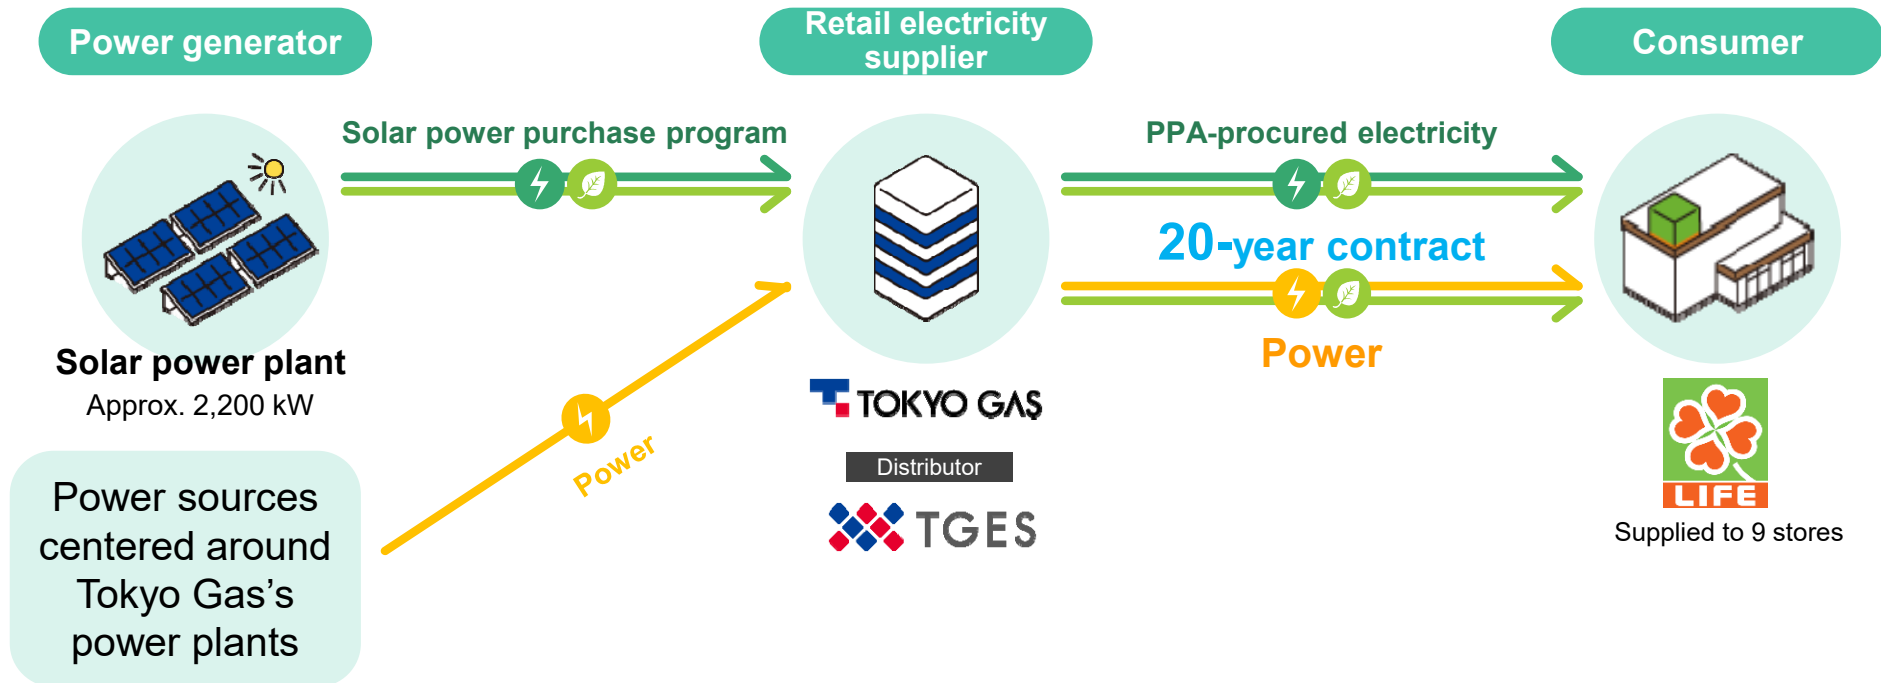 Power generator
Retail electricity
supplier
Consumer
Solar power purchase program
PPA-procured electricity
20-year contract
Power
Solar power plant
Approx. 2,200 kW
Power
TOKYO GAS
Distributor
TGES
LIFE
Supplied to 9 stores
Power sources
centered around
Tokyo Gas’s
power plants